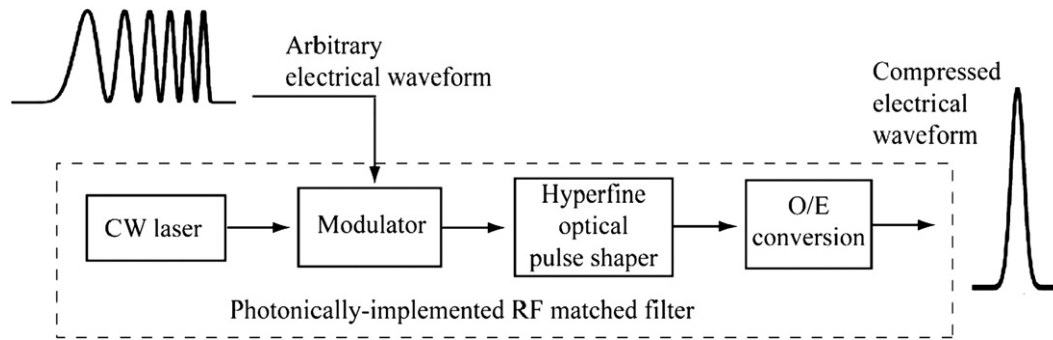 Arbitrary
electrical waveform
Compressed
electrical
waveform
CW laser
Modulator
Hyperfine
optical
pulse shaper
O/E
conversion
Photonically-implemented RF matched filter